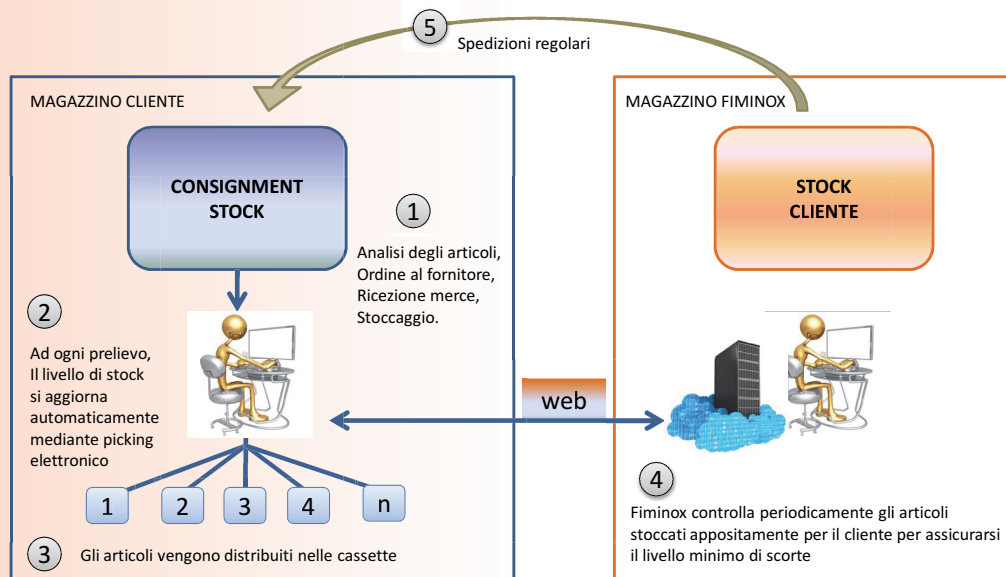 5
Spedizioni regolari
MAGAZZINO CLIENTE
CONSIGNMENT
STOCK
1
Analisi degli articoli,
Ordine al fornitore,
Ricezione merce,
Stoccaggio.
2
Ad ogni prelievo,
Il livello di stock
si aggiorna
automaticamente
mediante picking
elettronico
1
2
3
4
n
3
Gli articoli vengono distribuiti nelle cassette
web
MAGAZZINO FIMINOX
STOCK
CLIENTE
4
Fiminox controlla periodicamente gli articoli
stoccati appositamente per il cliente per assicurarsi
il livello minimo di scorte